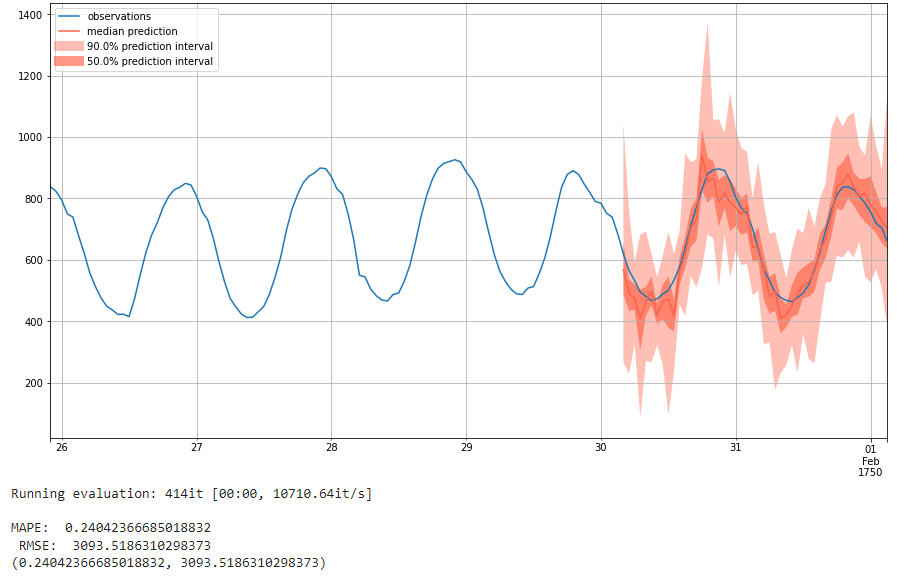 1400
1200
1000
800
600
400
200
observations
median prediction
90.0% prediction interval
50.0% prediction interval
26
27
28
29
30
31
01
Feb
1750
Running evaluation: 414it [00:00, 10710.64it/s]
MAPE: 0.24042366685018832
RMSE: 3093.5186310298373
(0.24042366685018832, 3093.5186310298373)